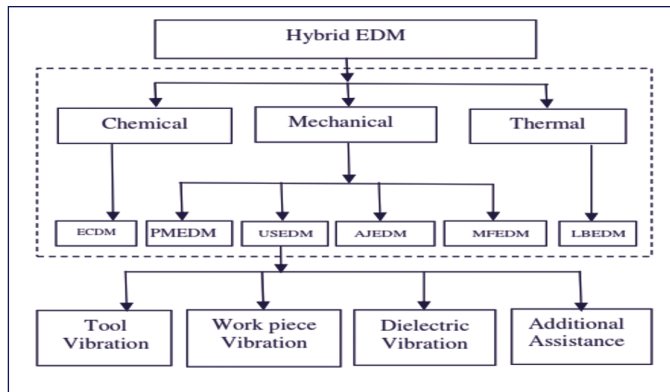 Hybrid EDM
Chemical
Mechanical
Thermal
ECDM
PMEDM
USEDM
AJEDM
MFEDM
LBEDM
Tool
Vibration
Work piece
Vibration
Dielectric
Vibration
Additional
Assistance